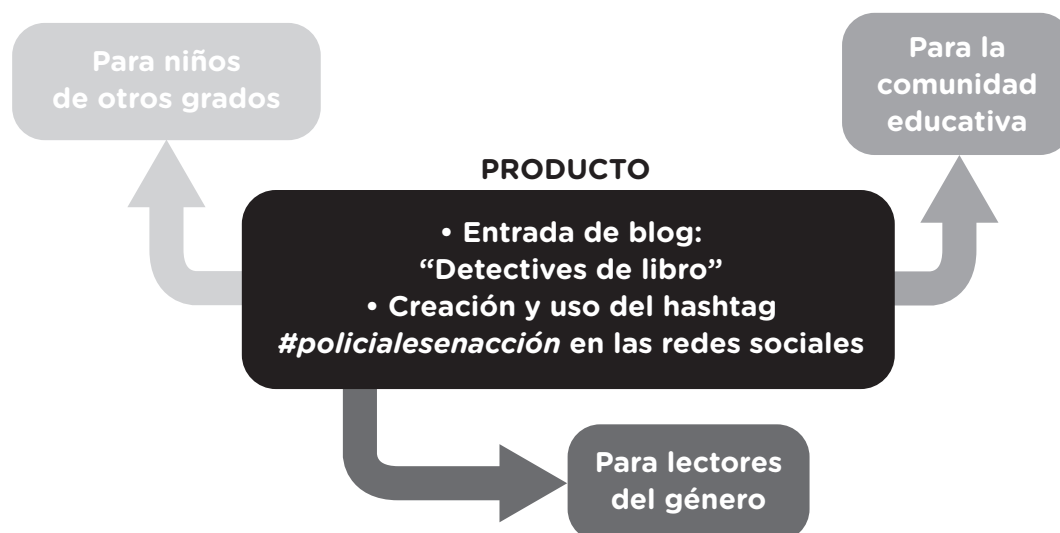 Para niños
de otros grados
Para la
comunidad
educativa
PRODUCTO
• Entrada de blog:
“Detectives de libro”
• Creación y uso del hashtag
#policialesenacción en las redes sociales
Para lectores
del género